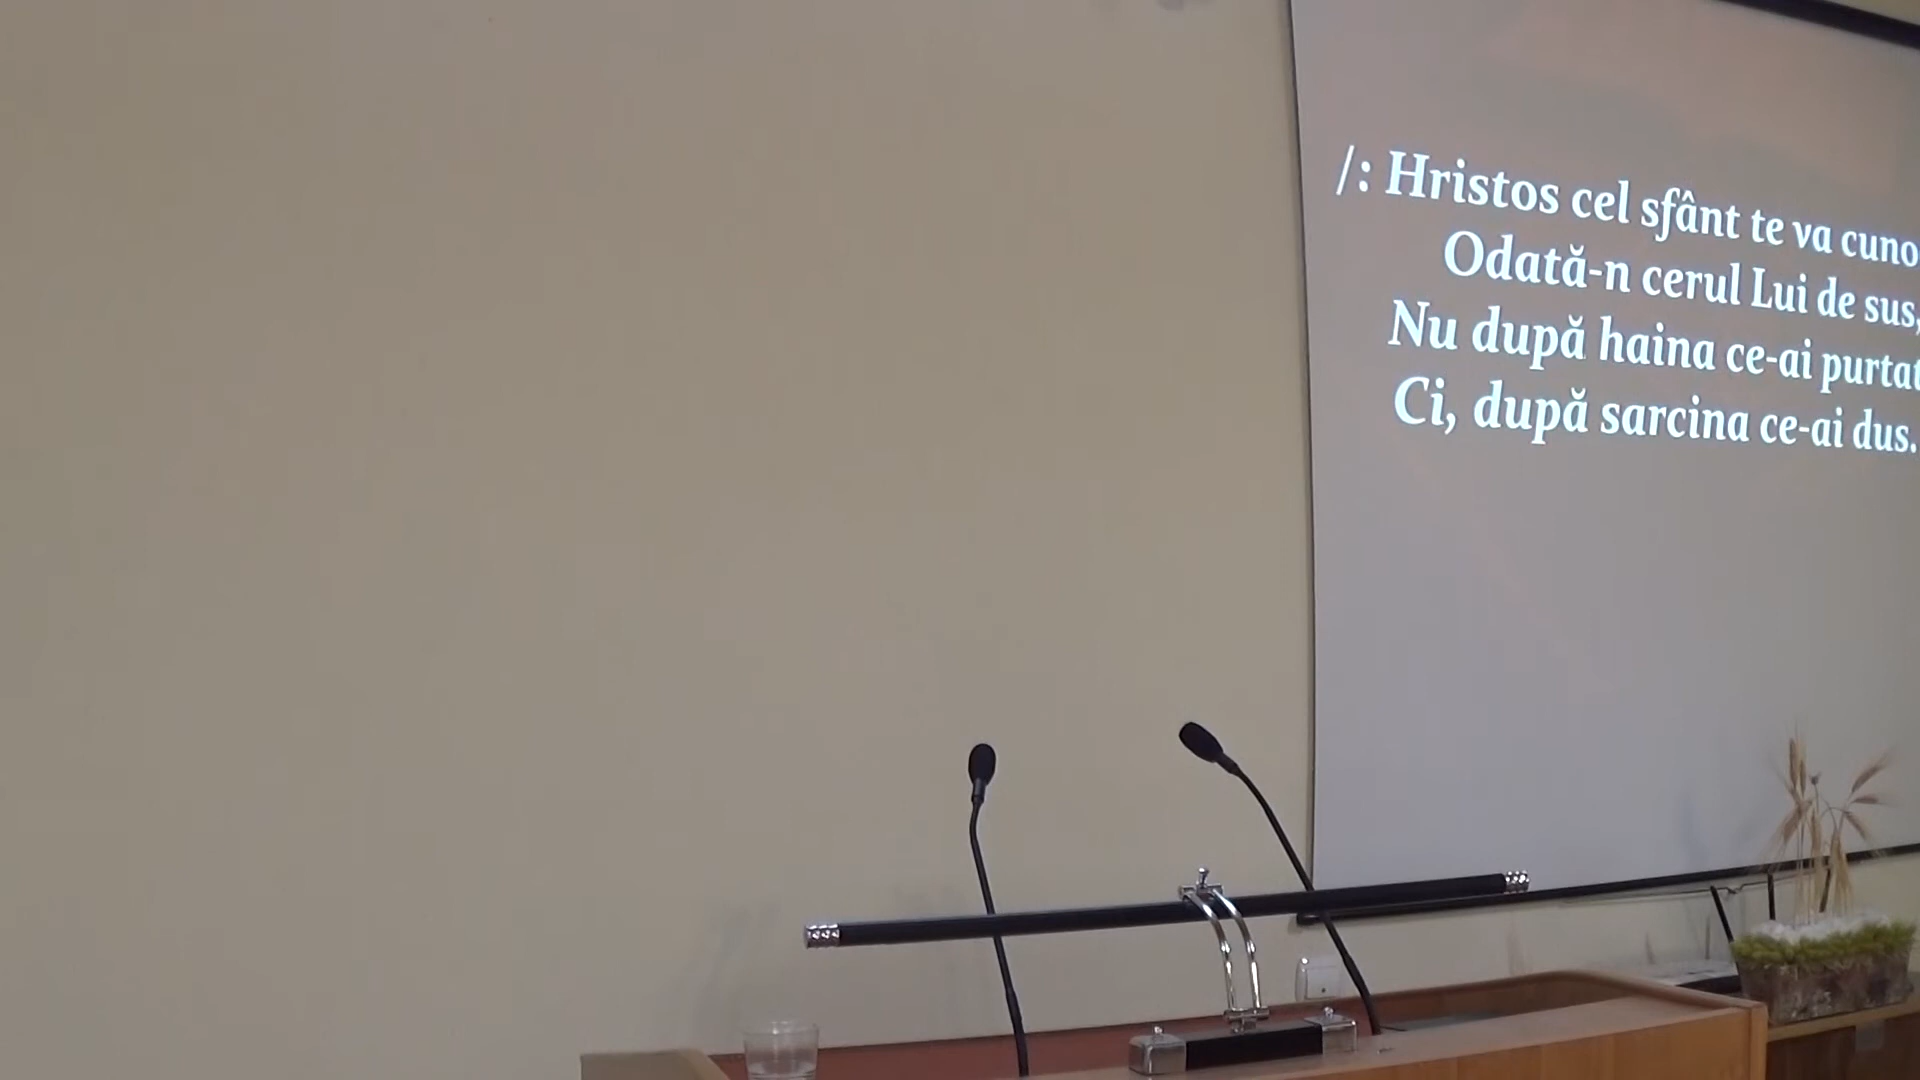 /: Hristos cel sfânt te va cuno
Odată-n cerul Lui de sus,
Nu după haina ce-ai purtat
Ci, după sarcina ce-ai dus.